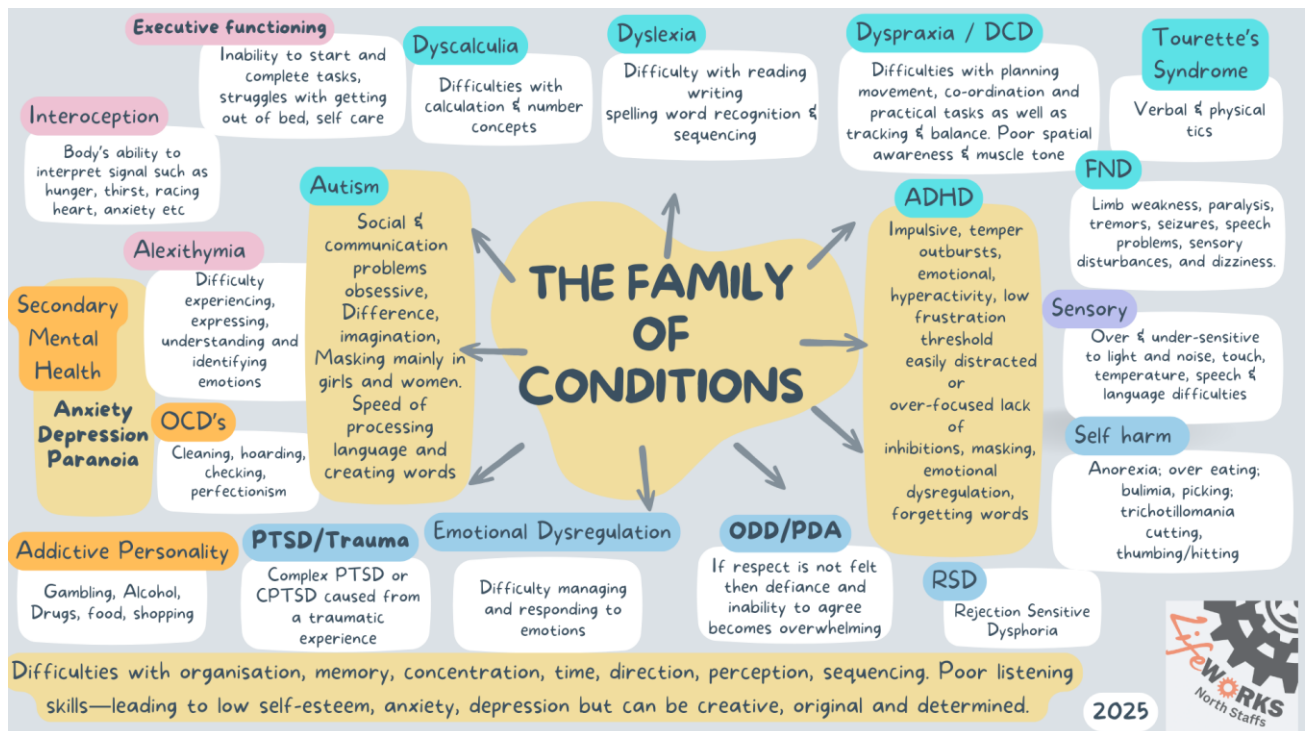 Executive functioning
Inability to start and
complete tasks,
struggles with getting
out of bed, self care
Dyscalculia
Difficulties with
calculation & number
concepts
Dyslexia
Difficulty with reading
writing
spelling word recognition &
sequencing
Dyspraxia / DCD
Difficulties with planning
movement, co-ordination and
practical tasks as well as
tracking & balance. Poor spatial
awareness & muscle tone
Tourette's
Syndrome
Verbal & physical
tics
Interoception
Body's ability to
interpret signal such as
hunger, thirst, racing
heart, anxiety etc
Autism
Social &
communication
problems
obsessive,
Difference,
imagination,
Masking mainly in
girls and women.
Speed of
processing
language and
creating words
THE FAMILY
OF
CONDITIONS
ADHD
Impulsive, temper
outbursts,
emotional,
hyperactivity, low
frustration
threshold
easily distracted
or
over-focused lack
of
inhibitions, masking,
emotional
dysregulation,
forgetting words
FND
Limb weakness, paralysis,
tremors, seizures, speech
problems, sensory
disturbances, and dizziness.
Alexithymia
Difficulty
experiencing,
expressing,
understanding and
identifying
emotions
Secondary
Mental
Health
Anxiety
Depression
Paranoia
OCD's
Cleaning, hoarding,
checking,
perfectionism
Sensory
Over & under-sensitive
to light and noise, touch,
temperature, speech &
language difficulties
Self harm
Anorexia; over eating;
bulimia, picking;
trichotillomania
cutting,
thumbing/hitting
Addictive Personality
Gambling, Alcohol,
Drugs, food, shopping
PTSD/Trauma
Complex PTSD or
CPTSD caused from
a traumatic
experience
Emotional Dysregulation
Difficulty managing
and responding to
emotions
ODD/PDA
If respect is not felt
then defiance and
inability to agree
becomes overwhelming
RSD
Rejection Sensitive
Dysphoria
Difficulties with organisation, memory, concentration, time, direction, perception, sequencing. Poor listening
skills—leading to low self-esteem, anxiety, depression but can be creative, original and determined.
2025
Life
WORKS
North Staffs